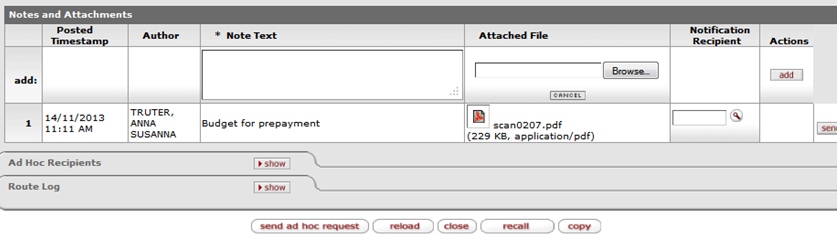 Notes and Attachments
Posted Timestamp Author * Note Text Attached File Notification Recipient Actions
add: Browse... add
CANCEL
1 14/11/2013 11:11 AM TRUTER, ANNA SUSANNA Budget for prepayment scan0207.pdf (229 KB, application/pdf) send
Ad Hoc Recipients show
Route Log show
send ad hoc request reload close recall copy